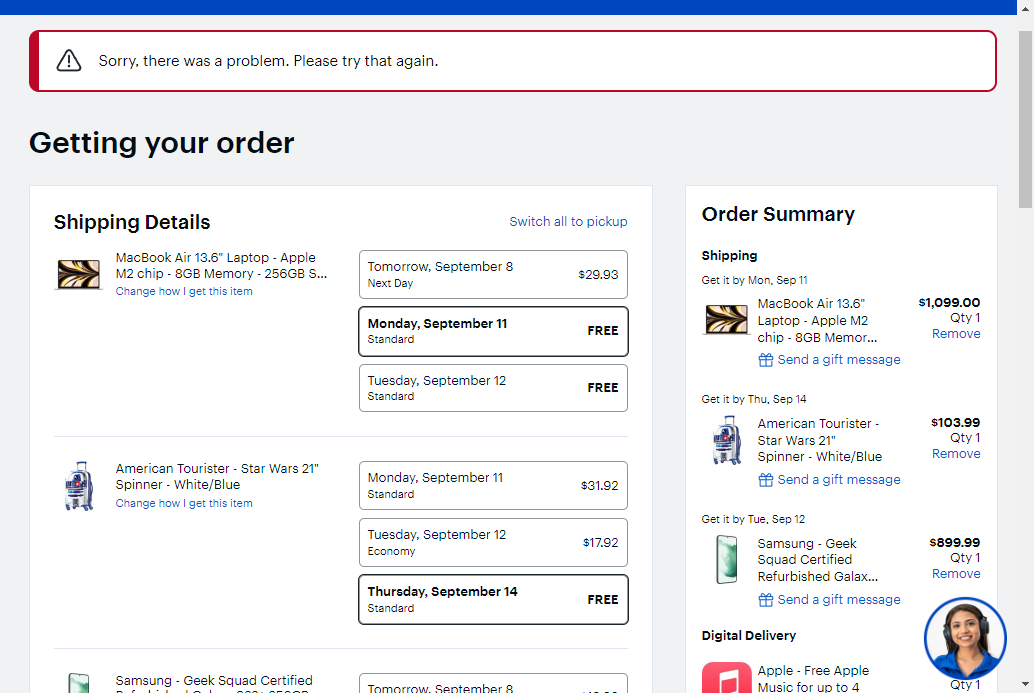 Sorry, there was a problem. Please try that again.
Getting your order
Shipping Details
Switch all to pickup
MacBook Air 13.6" Laptop - Apple
M2 chip - 8GB Memory - 256GB S...
Change how I get this item
Tomorrow, September 8
Next Day
$29.93
Monday, September 11
Standard
FREE
Tuesday, September 12
Standard
FREE
American Tourister - Star Wars 21"
Spinner - White/Blue
Change how I get this item
Monday, September 11
Standard
$31.92
Tuesday, September 12
Economy
$17.92
Thursday, September 14
Standard
FREE
Samsung - Geek Squad Certified
Tomorrow, September 8
Order Summary
Shipping
Get it by Mon, Sep 11
MacBook Air 13.6"
Laptop - Apple M2
chip - 8GB Memor...
$1,099.00
Qty 1
Remove
Send a gift message
Get it by Thu, Sep 14
American Tourister -
Star Wars 21"
Spinner - White/Blue
$103.99
Qty 1
Remove
Send a gift message
Get it by Tue, Sep 12
Samsung - Geek
Squad Certified
Refurbished Galax...
$899.99
Qty 1
Remove
Send a gift message
Digital Delivery
Apple - Free Apple
Music for up to 4
Qty 1